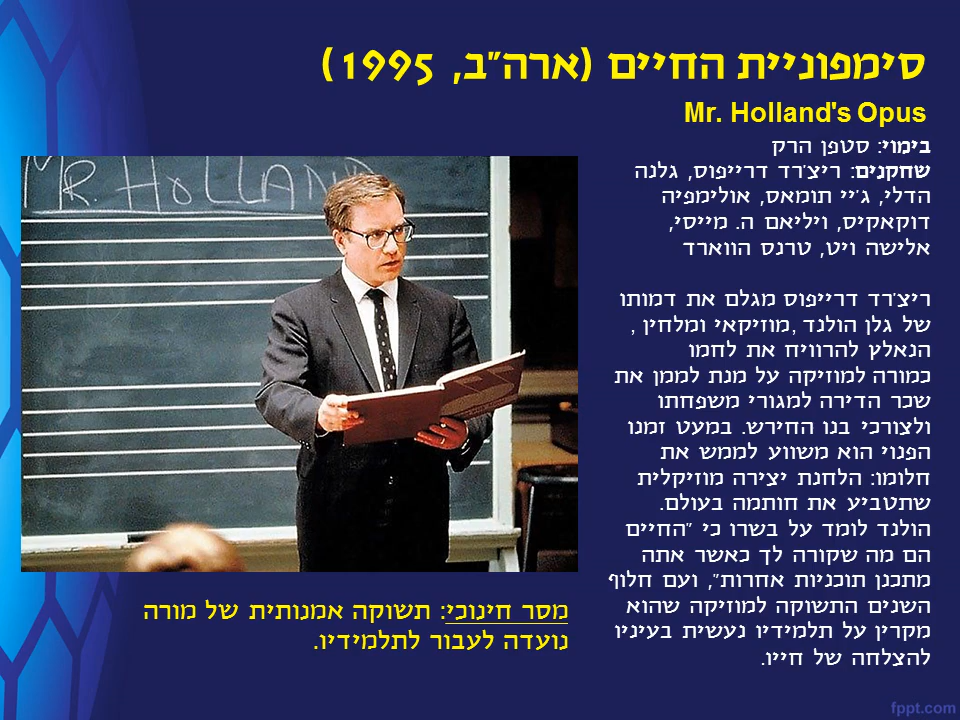 סימפוניית החיים (ארה"ב, 1995)
Mr. Holland's Opus
בימוי: סטפן הרק
שחקנים: ריצ'רד דרייפוס, גלנה
הדלי, ג'יי תומאס, אולימפיה
דוקאקיס, ויליאם ה. מייסי,
אלישה ויט, טרנס הווארד
ריצ'רד דרייפוס מגלם את דמותו
של גלן הולנד ,מוזיקאי ומלחין ,
הנאלץ להרוויח את לחמו
כמורה למוזיקה על מנת לממן את
שכר הדירה למגורי משפחתו
ולצורכי בנו החירש. במעט זמנו
הפנוי הוא משווע לממש את
חלומו: הלחנת יצירה מוזיקלית
שתטביע את חותמה בעולם.
הולנד לומד על בשרו כי "החיים
הם מה שקורה לך כאשר אתה
מתכנן תוכניות אחרות", ועם חלוף
השנים התשוקה למוזיקה שהוא
מקרין על תלמידיו נעשית בעיניו
להצלחה של חייו.
MR. HOLLAND
מסר חינוכי: תשוקה אמנותית של מורה
נועדה לעבור לתלמידיו.
fppt.com